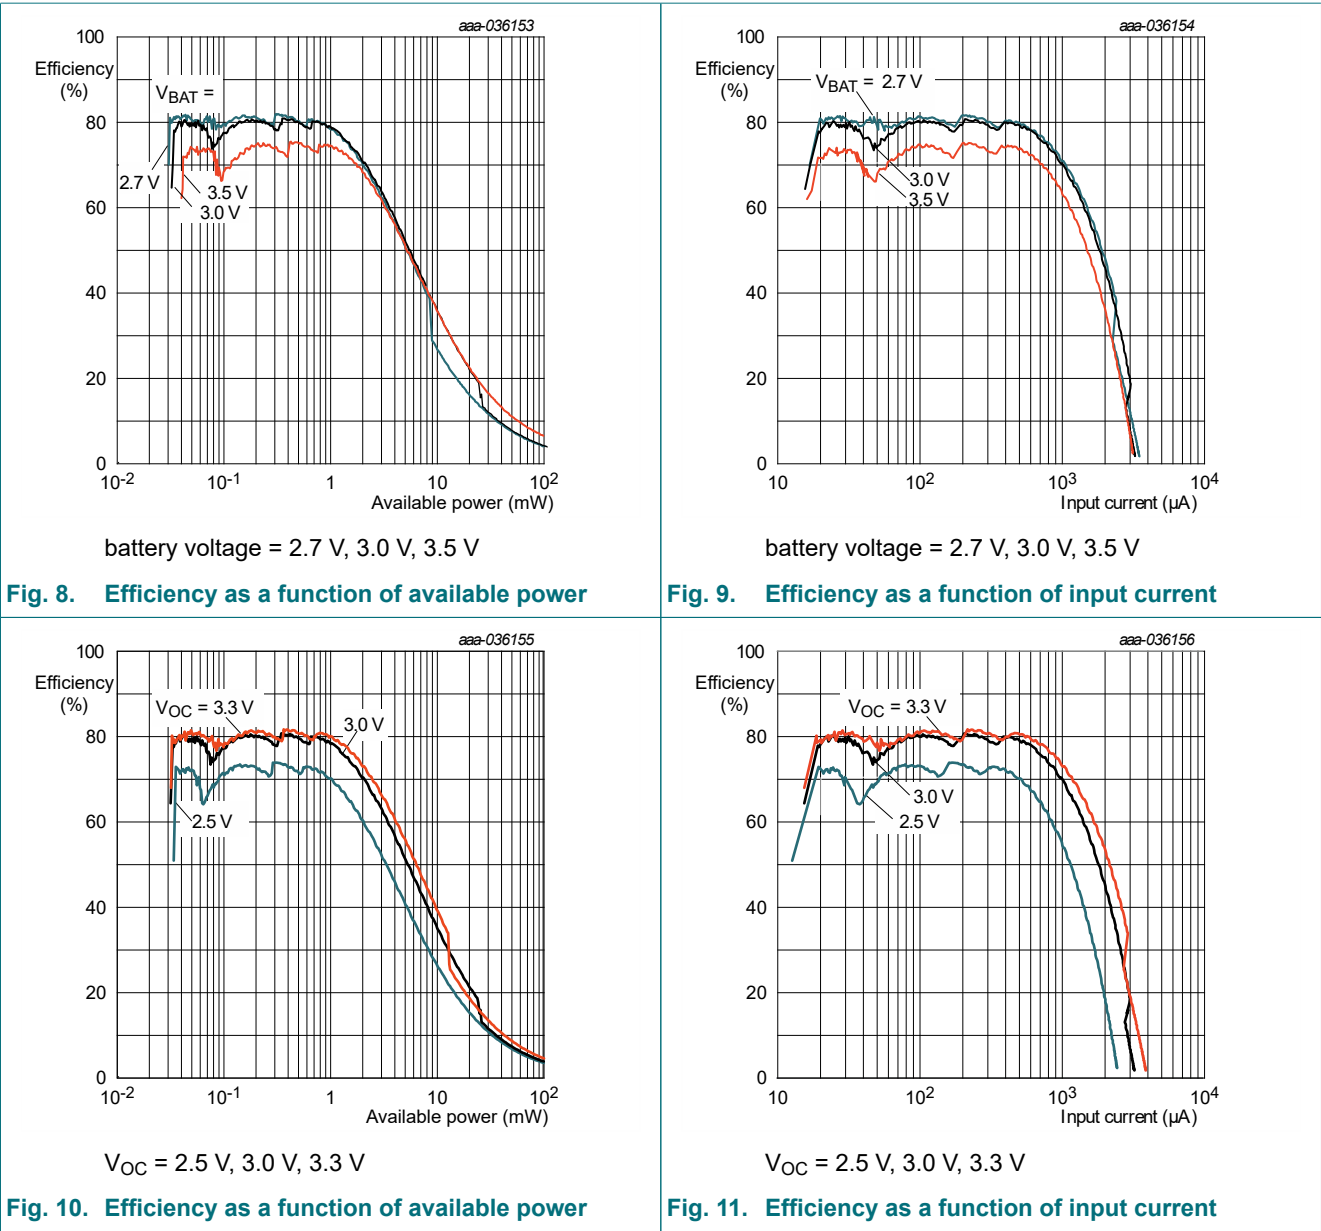 aaa-036153
100
Efficiency
(%)
VBAT =
80
2.7 V
3.5 V
3.0 V
60
40
20
0
10-2
10-1
1
10
102
Available power (mW)
battery voltage = 2.7 V, 3.0 V, 3.5 V
Fig. 8. Efficiency as a function of available power
aaa-036154
100
Efficiency
(%)
VBAT = 2.7 V
80
3.0 V
3.5 V
60
40
20
0
10
102
103
104
Input current (µA)
battery voltage = 2.7 V, 3.0 V, 3.5 V
Fig. 9. Efficiency as a function of input current
aaa-036155
100
Efficiency
(%)
VOC = 3.3 V
3.0 V
80
60
2.5 V
40
20
0
10-2
10-1
1
10
102
Available power (mW)
VOC = 2.5 V, 3.0 V, 3.3 V
Fig. 10. Efficiency as a function of available power
aaa-036156
100
Efficiency
(%)
VOC = 3.3 V
80
3.0 V
60
2.5 V
40
20
0
10
102
103
104
Input current (µA)
VOC = 2.5 V, 3.0 V, 3.3 V
Fig. 11. Efficiency as a function of input current